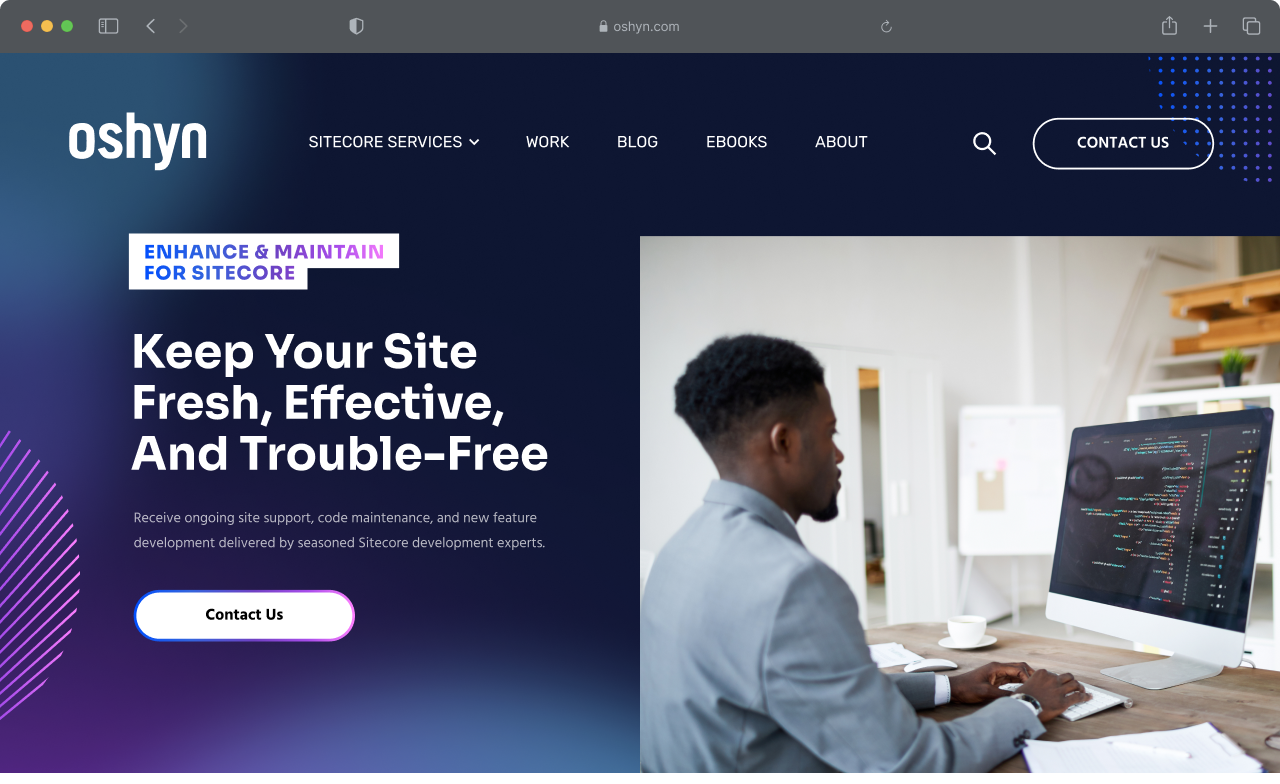 oshyn.com
oshyn
SITECORE SERVICES
WORK
BLOG
EBOOKS
ABOUT
CONTACT US
ENHANCE & MAINTAIN
FOR SITECORE
Keep Your Site
Fresh, Effective,
And Trouble-Free
Receive ongoing site support, code maintenance, and new feature
development delivered by seasoned Sitecore development experts.
Contact Us